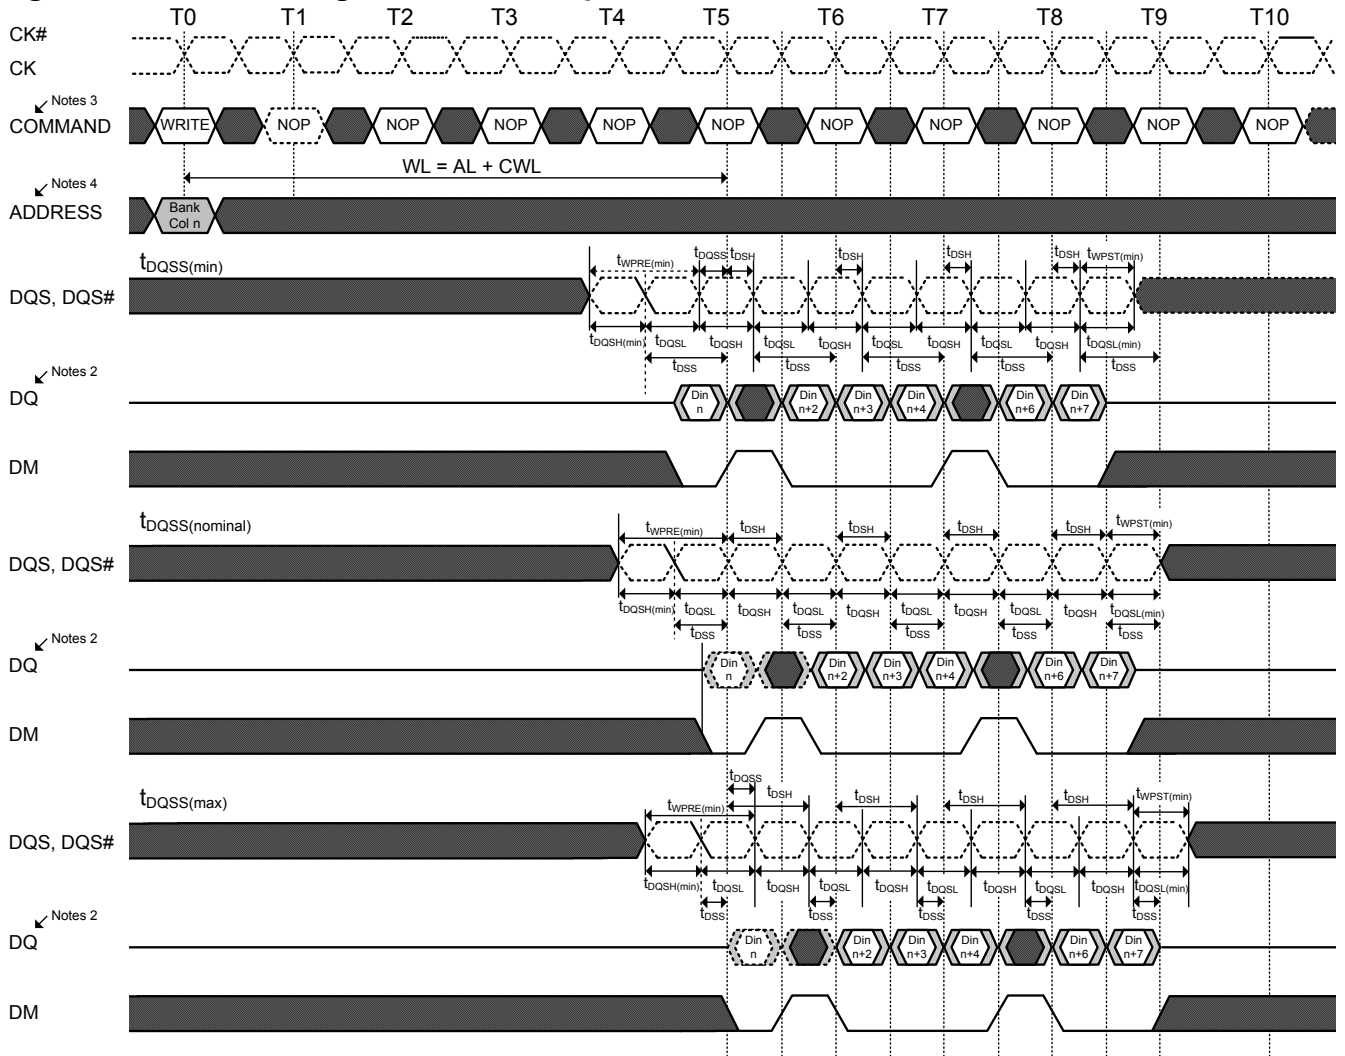 T0 T1 T2 T3 T4 T5 T6 T7 T8 T9 T10
CK#
CK
Notes 3
COMMAND WRITE NOP NOP NOP NOP NOP NOP NOP NOP NOP NOP
WL = AL + CWL
Notes 4
ADDRESS
Bank
Col n
tDQSS(min)
tWPRE(min) tDQSS tDSH tDSH tDSH tDSH tWPST(min)
DQS, DQS#
tDQSH(min) tDQSL tDQSH tDQSL tDQSH tDQSL tDQSH tDQSL tDQSH tDQSL(min)
tDSS tDSS tDSS tDSS tDSS
Notes 2
DQ
Din n Din n+2 Din n+3 Din n+4 Din n+6 Din n+7
DM
tDQSS(nominal)
tWPRE(min) tDSH tDSH tDSH tDSH tWPST(min)
DQS, DQS#
tDQSH(min) tDQSL tDQSH tDQSL tDQSH tDQSL tDQSH tDQSL tDQSH tDQSL(min)
tDSS tDSS tDSS tDSS tDSS
Notes 2
DQ
Din n Din n+2 Din n+3 Din n+4 Din n+6 Din n+7
DM
tDQSS
tDQSS(max)
tWPRE(min) tDSH tDSH tDSH tDSH tWPST(min)
DQS, DQS#
tDQSH(min) tDQSL tDQSH tDQSL tDQSH tDQSL tDQSH tDQSL tDQSH tDQSL(min)
tDSS tDSS tDSS tDSS tDSS
Notes 2
DQ
Din n Din n+2 Din n+3 Din n+4 Din n+6 Din n+7
DM